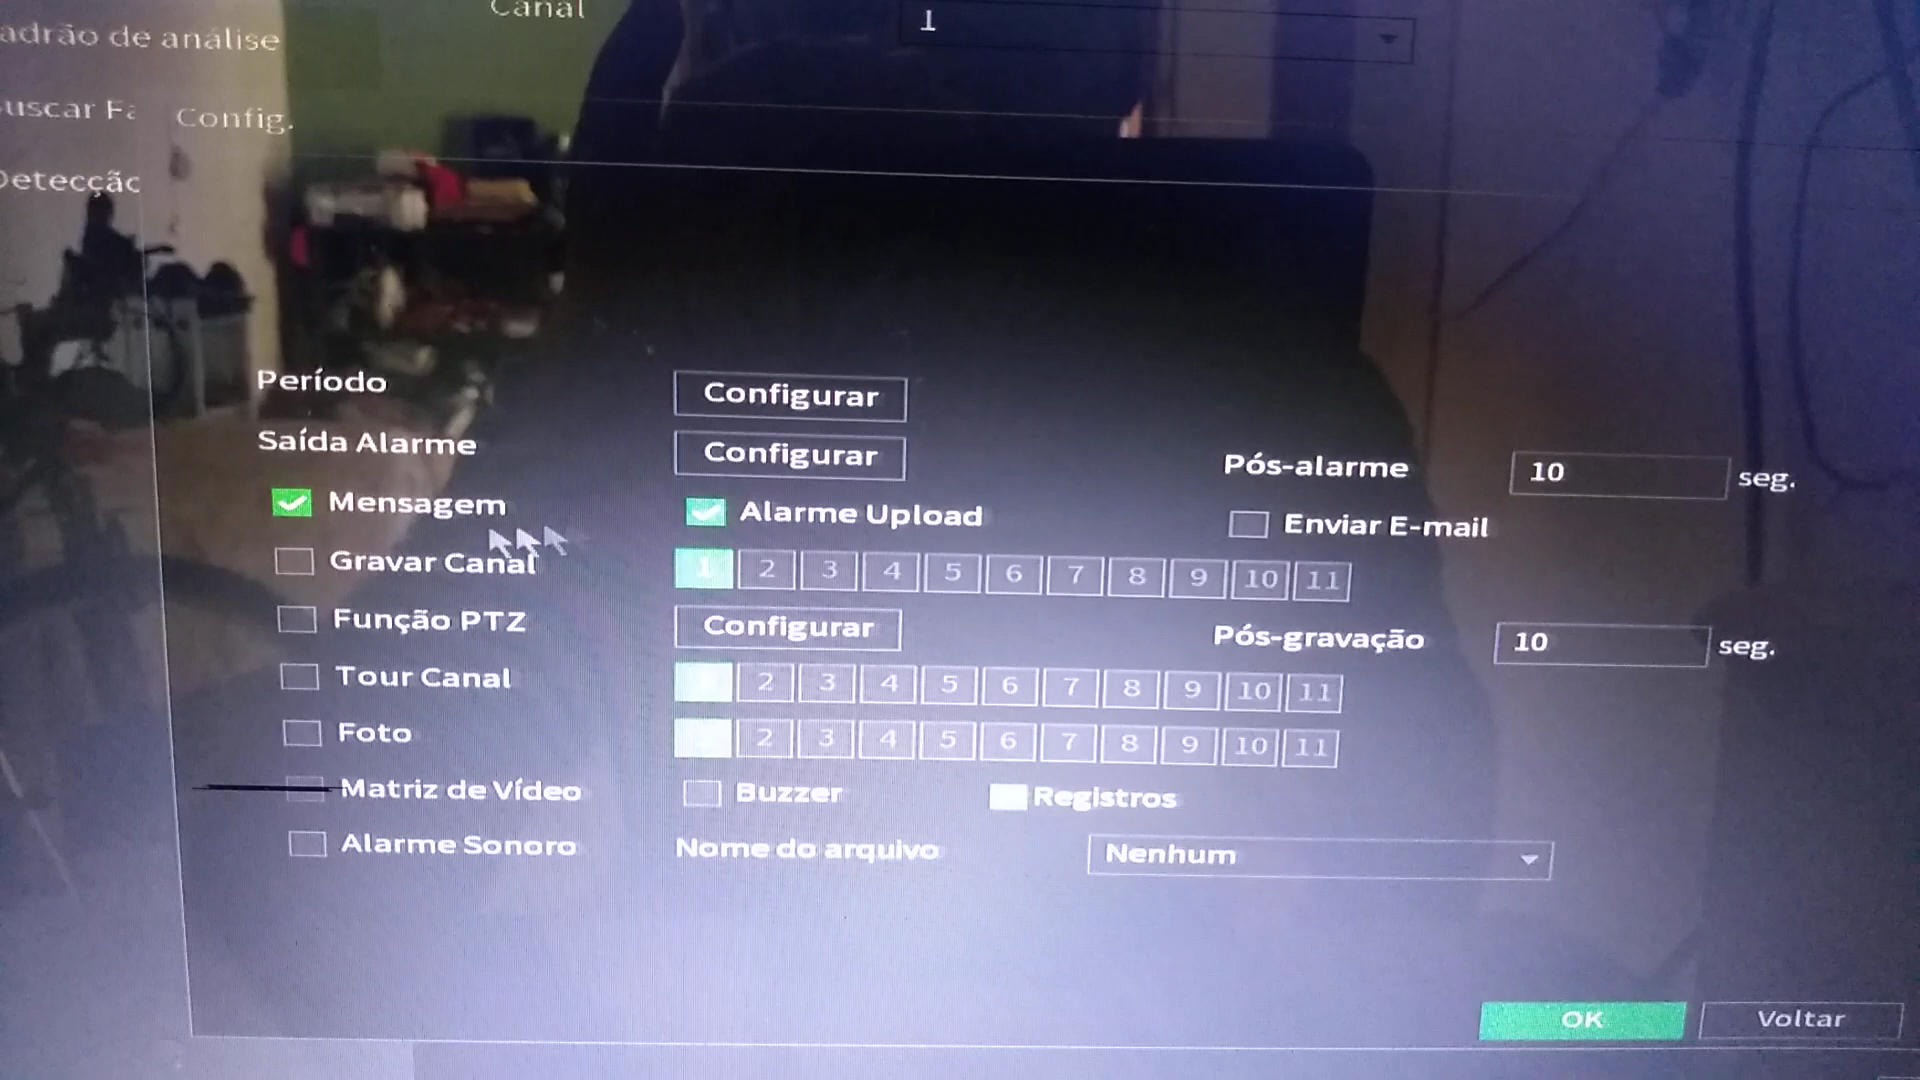 Canal 1
adrão de análise
uscar Fa
Config.
Detecção
Período Configurar
Saída Alarme Configurar Pós-alarme 10 seg.
Mensagem Alarme Upload Enviar E-mail
Gravar Canal 1 2 3 4 5 6 7 8 9 10 11
Função PTZ Configurar Pós-gravação 10 seg.
Tour Canal 2 3 4 5 6 7 8 9 10 11
Foto 2 3 4 5 6 7 8 9 10 11
Matriz de Vídeo Buzzer Registros
Alarme Sonoro Nome do arquivo Nenhum
OK Voltar